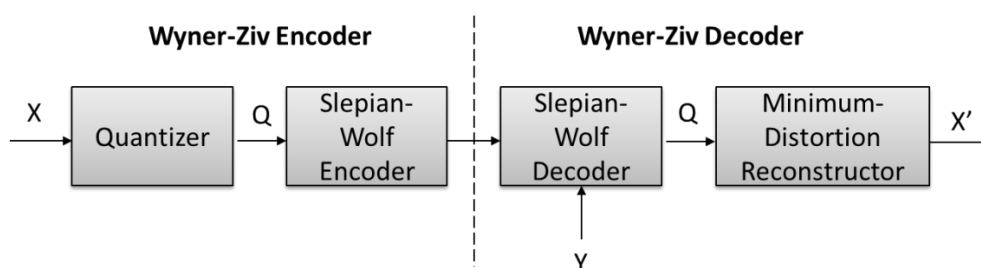 Wyner-Ziv Encoder
Wyner-Ziv Decoder
X
Quantizer
Q
Slepian-
Wolf
Encoder
Slepian-
Wolf
Decoder
Q
Minimum-
Distortion
Reconstructor
X'
Y